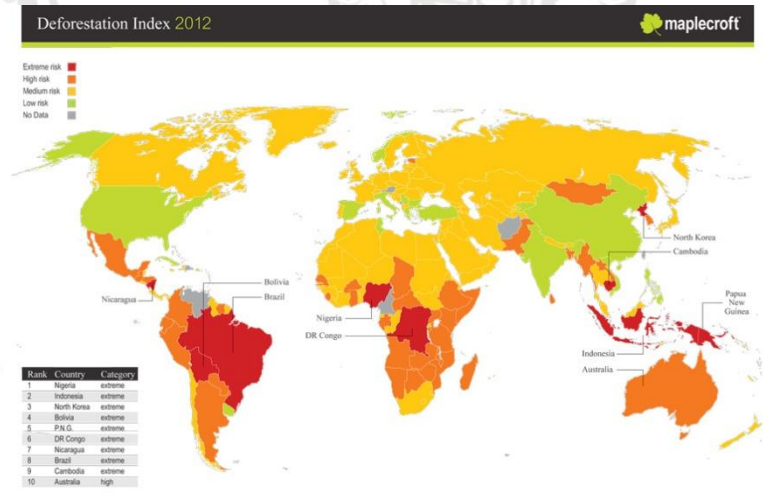 Deforestation Index 2012
maplecroft
Extreme risk
High risk
Medium risk
Low risk
No Data
North Korea
Cambodia
Bolivia
Brazil
Nicaragua
Papua
New
Guinea
Nigeria
DR Congo
Indonesia
Australia
Rank Country Category
1 Nigeria extreme
2 Indonesia extreme
3 North Korea extreme
4 Bolivia extreme
5 P.N.G. extreme
6 DR Congo extreme
7 Nicaragua extreme
8 Brazil extreme
9 Cambodia extreme
10 Australia high